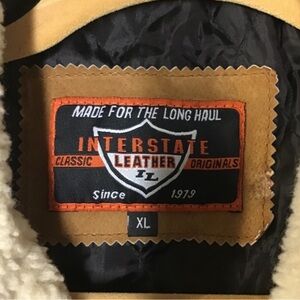 MADE FOR THE LONG HAUL
INTERSTATE
CLASSIC LEATHER ORIGINALS
IL
Since 1979
XL